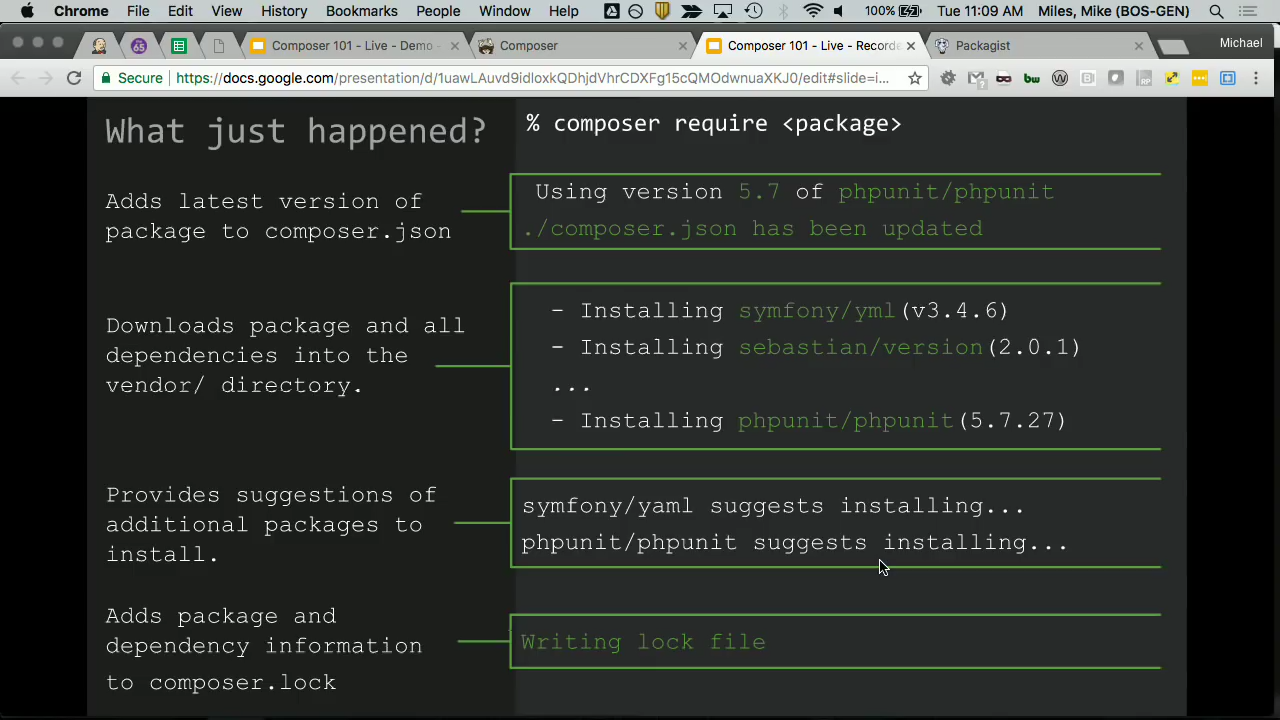 Chrome File Edit View History Bookmarks People Window Help 100% Tue 11:09 AM Miles, Mike (BOS-GEN)
65 Composer 101 - Live - Demo Composer Composer 101 - Live - Recorde Packagist Michael
Secure https://docs.google.com/presentation/d/1uewLAuvd9idloxkQDhjdVhrCDXFg15cQMOdwnaXKJ0/edit#slide=i...
What just happened?
% composer require <package>
Adds latest version of
package to composer.json
Using version 5.7 of phpunit/phpunit
./composer.json has been updated
Downloads package and all
dependencies into the
vendor/ directory.
- Installing symfony/yml(v3.4.6)
- Installing sebastian/version(2.0.1)
...
- Installing phpunit/phpunit(5.7.27)
Provides suggestions of
additional packages to
install.
symfony/yaml suggests installing...
phpunit/phpunit suggests installing...
Adds package and
dependency information
to composer.lock
Writing lock file